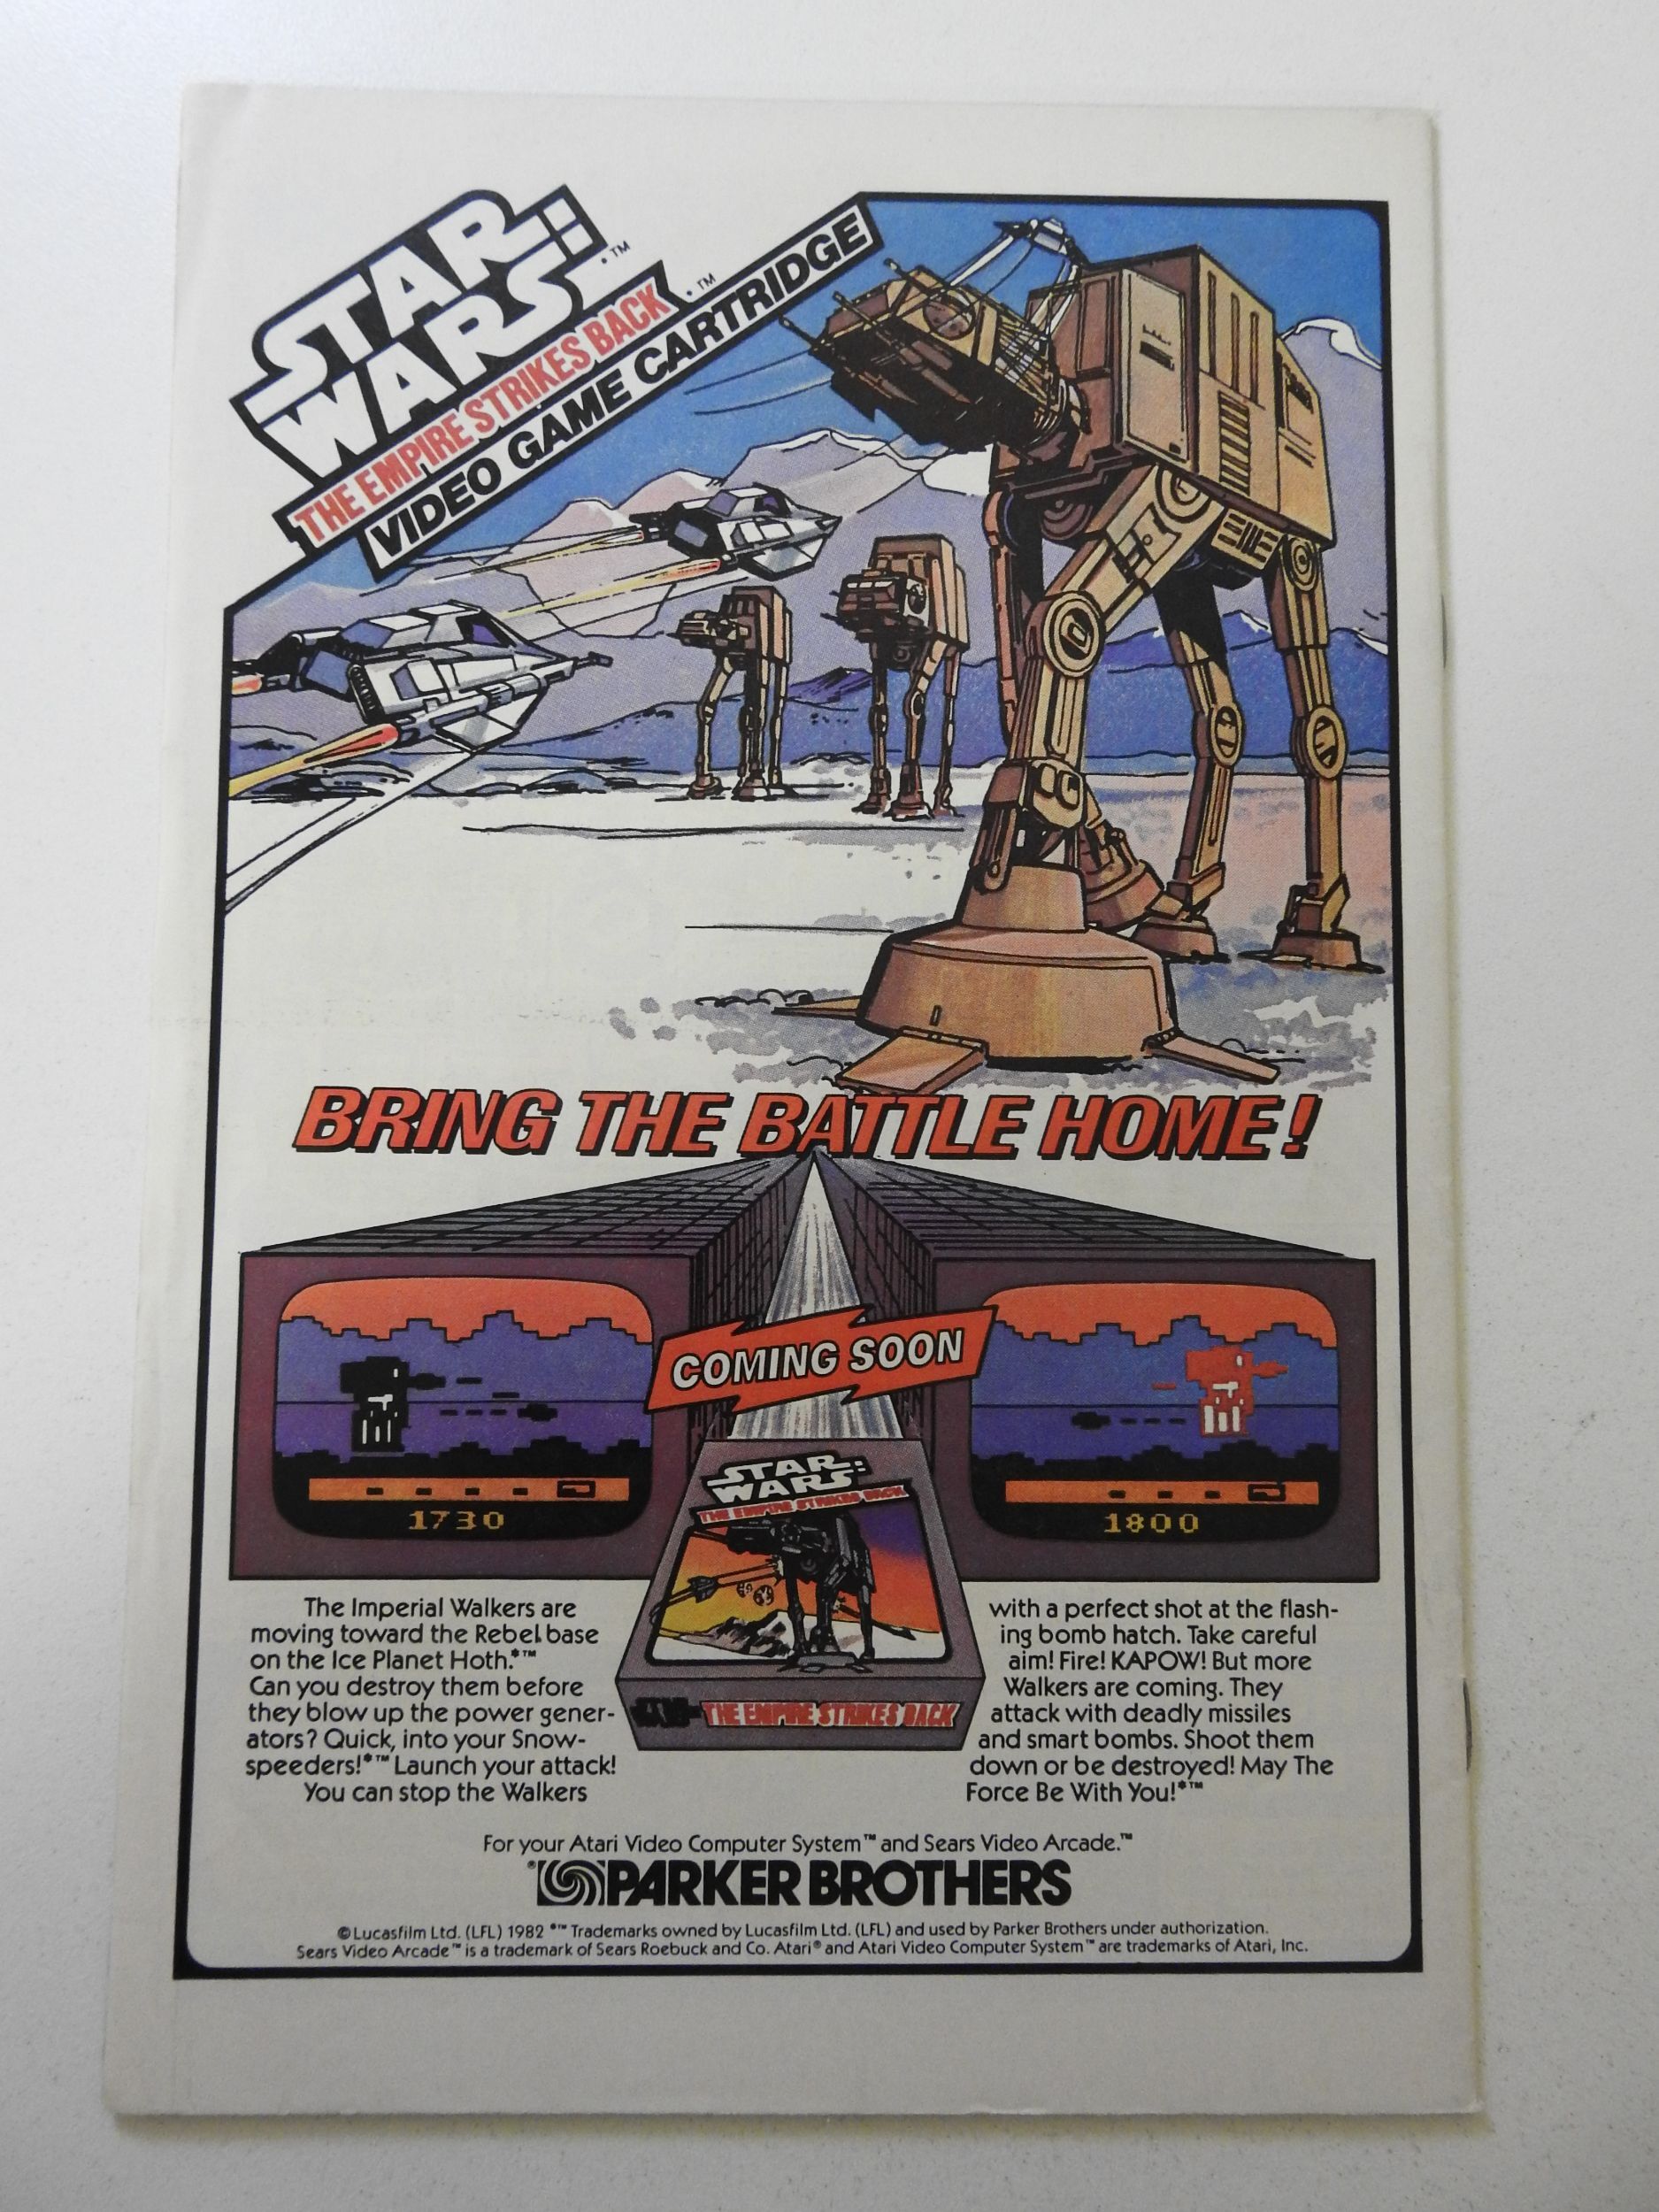 STAR
WARS:™
THE EMPIRE STRIKES BACK™
VIDEO GAME CARTRIDGE
BRING THE BATTLE HOME!
COMING SOON
1730
1800
STAR
WARS:
THE EMPIRE STRIKES BACK
THE EMPIRE STRIKES BACK
The Imperial Walkers are
moving toward the Rebel base
on the Ice Planet Hoth.*™
Can you destroy them before
they blow up the power gener-
ators? Quick, into your Snow-
speeders!*™ Launch your attack!
You can stop the Walkers
with a perfect shot at the flash-
ing bomb hatch. Take careful
aim! Fire! KAPOW! But more
Walkers are coming. They
attack with deadly missiles
and smart bombs. Shoot them
down or be destroyed! May The
Force Be With You!*™
For your Atari Video Computer System™ and Sears Video Arcade.™
PARKER BROTHERS
© Lucasfilm Ltd. (LFL) 1982 *™ Trademarks owned by Lucasfilm Ltd. (LFL) and used by Parker Brothers under authorization.
Sears Video Arcade™ is a trademark of Sears Roebuck and Co. Atari® and Atari Video Computer System™ are trademarks of Atari, Inc.